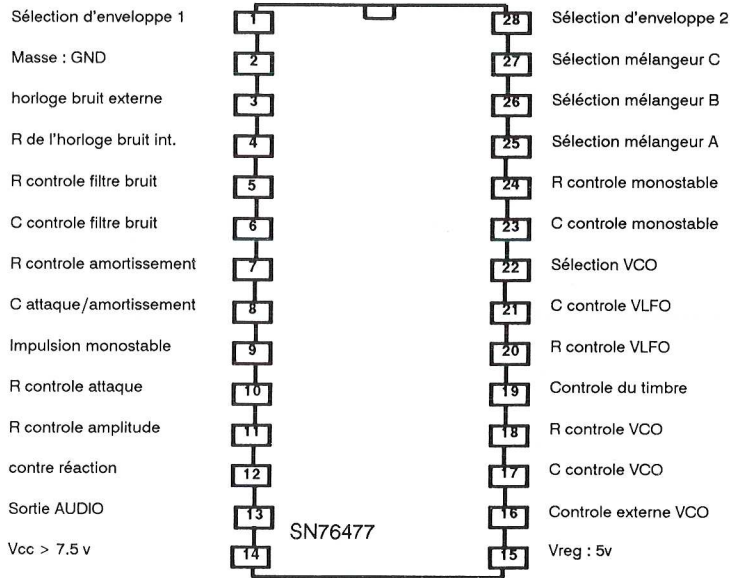 Sélection d'enveloppe 1 1 28 Sélection d'enveloppe 2
Masse : GND 2 27 Sélection mélangeur C
horloge bruit externe 3 26 Séléction mélangeur B
R de l'horloge bruit int. 4 25 Sélection mélangeur A
R controle filtre bruit 5 24 R controle monostable
C controle filtre bruit 6 23 C controle monostable
R controle amortissement 7 22 Sélection VCO
C attaque/amortissement 8 21 C controle VLFO
Impulsion monostable 9 20 R controle VLFO
R controle attaque 10 19 Controle du timbre
R controle amplitude 11 18 R controle VCO
contre réaction 12 17 C controle VCO
Sortie AUDIO 13 16 Controle externe VCO
SN76477
Vcc > 7.5 v 14 15 Vreg : 5v